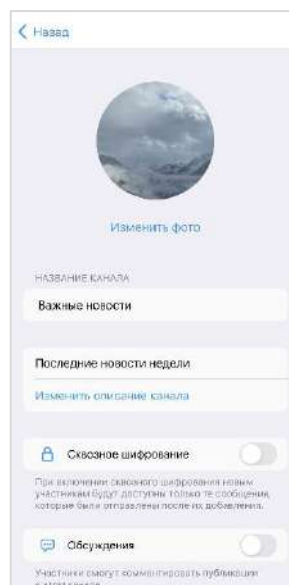 Назад
Изменить фото
НАЗВАНИЕ КАНАЛА
Важные новости
Последние новости недели
Изменить описание канала
Сквозное шифрование
При включении сквозного шифрования новым
участникам будут доступны только те сообщения,
которые были отправлены после их добавления.
Обсуждения
Участники смогут комментировать публикации